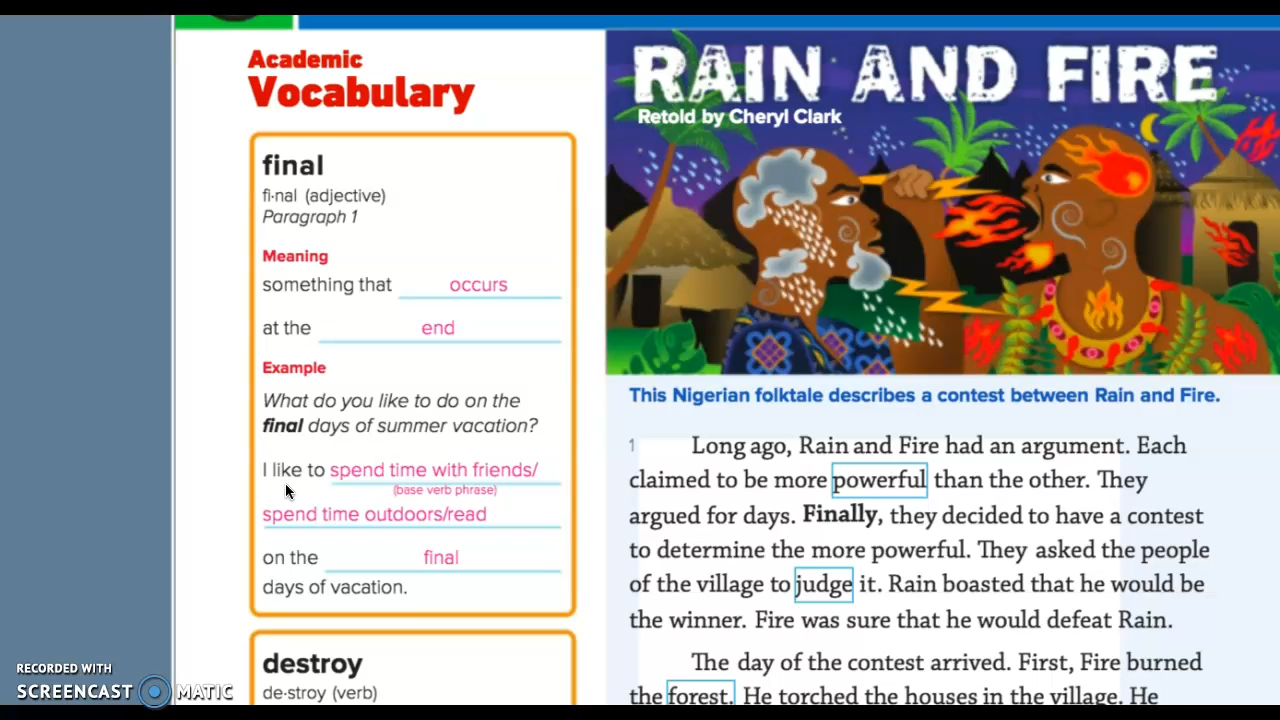 Academic
Vocabulary
final
fi·nal (adjective)
Paragraph 1
Meaning
something that occurs
at the end
Example
What do you like to do on the
final days of summer vacation?
I like to spend time with friends/
(base verb phrase)
spend time outdoors/read
on the final
days of vacation.
destroy
de·stroy (verb)
RAIN AND FIRE
Retold by Cheryl Clark
This Nigerian folktale describes a contest between Rain and Fire.
1 Long ago, Rain and Fire had an argument. Each
claimed to be more powerful than the other. They
argued for days. Finally, they decided to have a contest
to determine the more powerful. They asked the people
of the village to judge it. Rain boasted that he would be
the winner. Fire was sure that he would defeat Rain.
The day of the contest arrived. First, Fire burned
the forest. He torched the houses in the village. He
RECORDED WITH
SCREENCAST MATIC